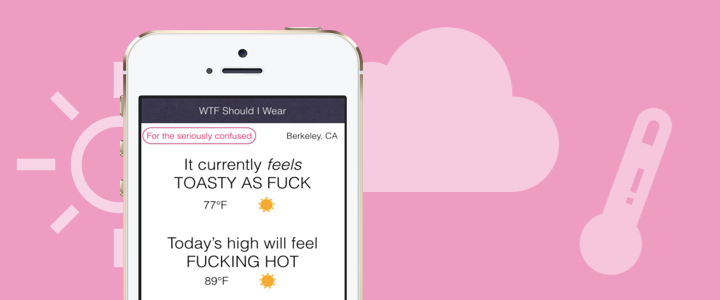 WTF Should I Wear
For the seriously confused
Berkeley, CA
It currently feels
TOASTY AS FUCK
77°F
Today's high will feel
FUCKING HOT
89°F